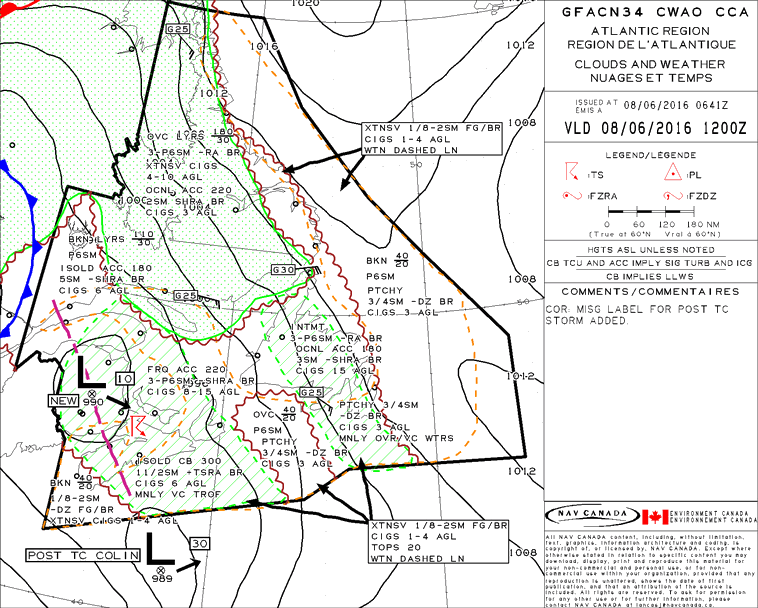 1020
G25
1016
1012
1012
XTNSV 1/8-2SM FG/BR
CIGS 1-4 AGL
WTN DASHED LN
1008
OVC LYRS 180/30
3-P6SM -RA BR
XTNSV CIGS
4-10 AGL
OCNL ACC 220
2SM SHRA BR
CIGS 3 AGL
50
BKN LYRS 110/30
P6SM
ISOLD ACC 180
5SM -SHRA BR
CIGS 6 AGL
G30
G25
BKN 40/20
P6SM
PTCHY
3/4SM -DZ BR
CIGS 3 AGL
1008
50
INTMT
3-P6SM -RA BR
OCNL ACC 180
3SM -SHRA BR
CIGS 15 AGL
FRQ ACC 220
3-P6SM -SHRA BR
CIGS 8-15 AGL
10
NEW
990
G25
1012
OVC 40/20
P6SM
PTCHY
3/4SM -DZ BR
CIGS 3 AGL
PTCHY 3/4SM
-DZ BR
CIGS 3 AGL
MNLY OVR/VC WTRS
ISOLD CB 300
11/2SM +TSRA BR
CIGS 6 AGL
MNLY VC TROF
BKN 40/20
1/8-2SM
-DZ FG/BR
XTNSV CIGS 1-4 AGL
1012
XTNSV 1/8-2SM FG/BR
CIGS 1-4 AGL
TOPS 20
WTN DASHED LN
1008
POST TC COLIN
30
989
GFACN34 CWAO CCA
ATLANTIC REGION
REGION DE L'ATLANTIQUE
CLOUDS AND WEATHER
NUAGES ET TEMPS
ISSUED AT 08/06/2016 0641Z
EMIS A
VLD 08/06/2016 1200Z
LEGEND/LEGENDE
:TS
:PL
:FZRA
:FZDZ
0 60 120 180 NM
(True at 60°N Vrai à 60°N)
HGTS ASL UNLESS NOTED
CB TCU AND ACC IMPLY SIG TURB AND ICG
CB IMPLIES LLWS
COMMENTS/COMMENTAIRES
COR: MISG LABEL FOR POST TC
STORM ADDED.
NAV CANADA
ENVIRONMENT CANADA
ENVIRONNEMENT CANADA
All NAV CANADA content, including, without limitation,
text, graphics, information architecture and coding, is
copyright of, or licensed by, NAV CANADA. Except where
otherwise stated in relation to specific content you may
download, display, print and reproduce this material for
your non-commercial and personal use, or for non-
commercial use within your organization, provided that any
reproduction is unaltered, shows the date of first
publication, and that an attribution of the source is
included. All rights are reserved. To ask for permission
for any other use or for further information, please
contact NAV CANADA at